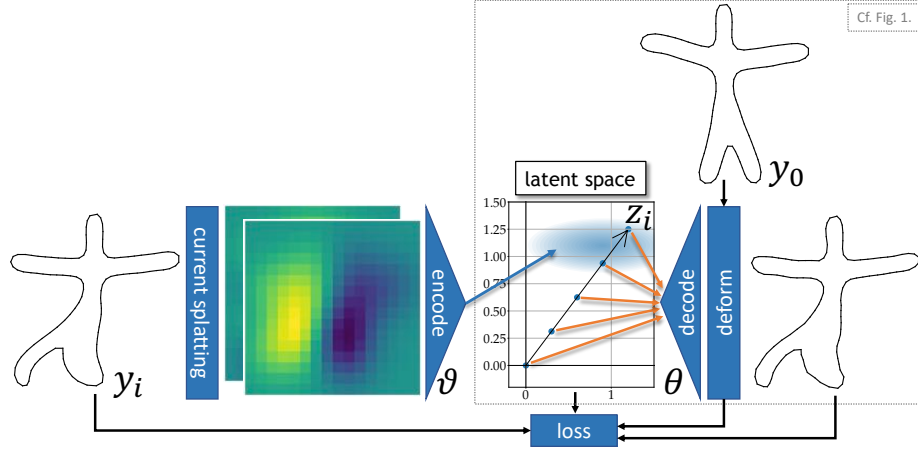 Cf. Fig. 1.
y₀
latent space
1.50
1.25
1.00
0.75
0.50
0.25
0.00
0 1
zᵢ
current splatting
encode
decode
deform
yᵢ
ϑ
θ
loss